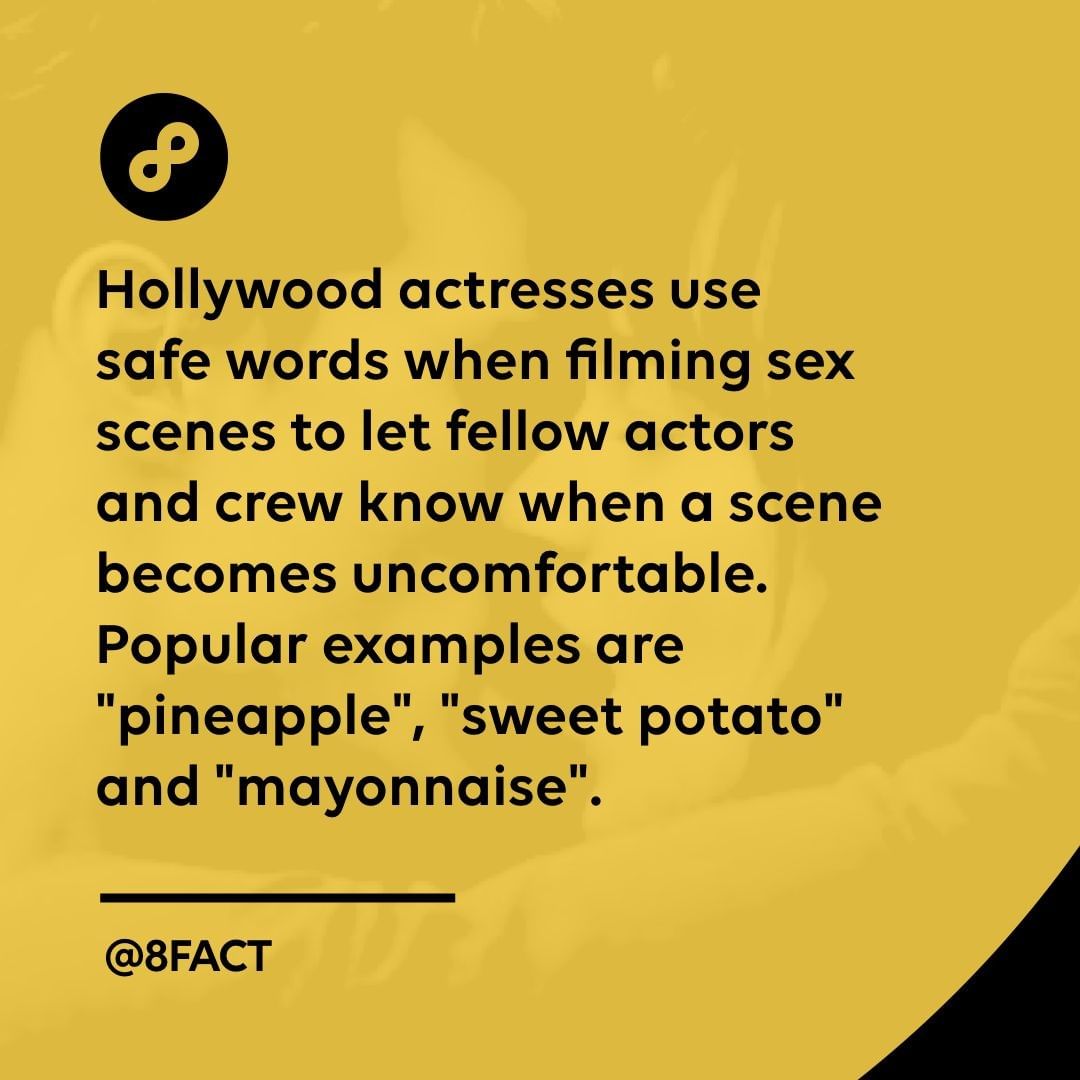 Hollywood actresses use
safe words when filming sex
scenes to let fellow actors
and crew know when a scene
becomes uncomfortable.
Popular examples are
"pineapple", "sweet potato"
and "mayonnaise".
@8FACT